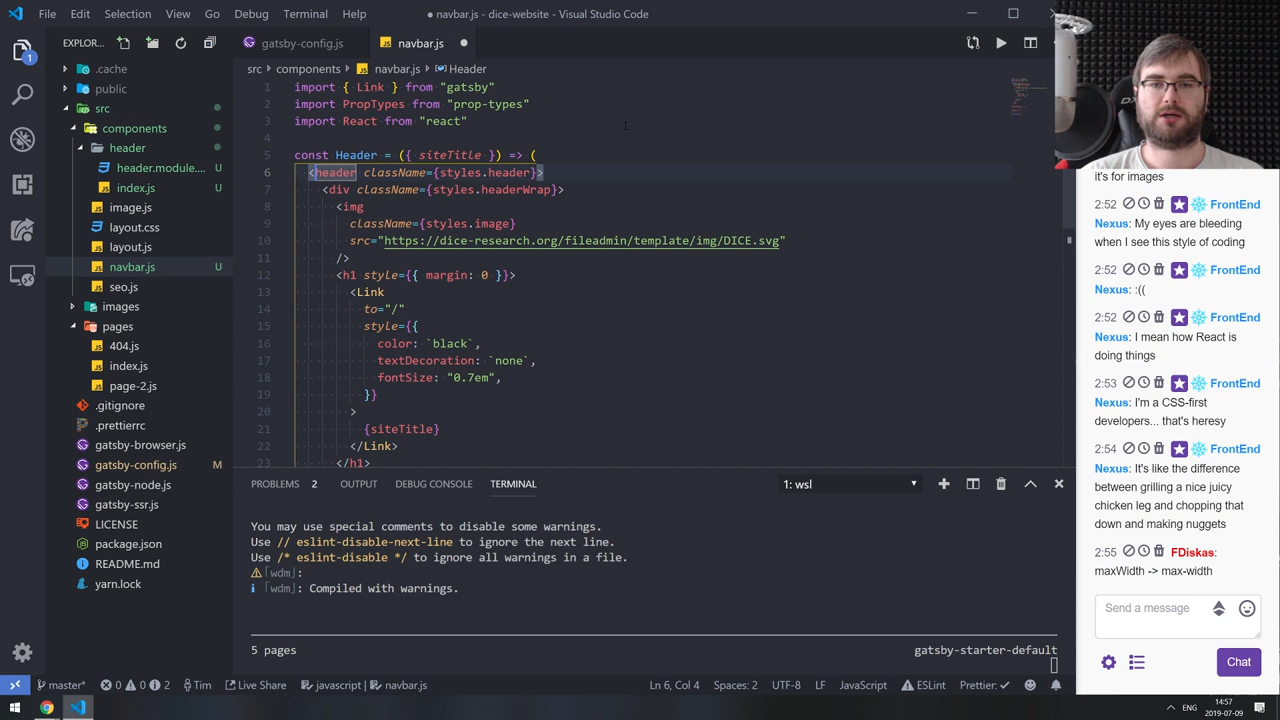 File Edit Selection View Go Debug Terminal Help
● navbar.js - dice-website - Visual Studio Code
EXPLOR...
1
.cache
public
src
components
header
header.module....
U
index.js
U
image.js
layout.css
layout.js
navbar.js
U
seo.js
images
pages
404.js
index.js
page-2.js
.gitignore
.prettierrc
gatsby-browser.js
gatsby-config.js
M
gatsby-node.js
gatsby-ssr.js
LICENSE
package.json
README.md
yarn.lock
gatsby-config.js
navbar.js ●
src > components > navbar.js > Header
1 import { Link } from "gatsby"
2 import PropTypes from "prop-types"
3 import React from "react"
4
5 const Header = ({ siteTitle }) => (
6 <header className={styles.header}>
7 <div className={styles.headerWrap}>
8 <img
9 className={styles.image}
10 src="https://dice-research.org/fileadmin/template/img/DICE.svg"
11 />
12 <h1 style={{ margin: 0 }}>
13 <Link
14 to="/"
15 style={{
16 color: `black`,
17 textDecoration: `none`,
18 fontSize: "0.7em",
19 }}
20 >
21 {siteTitle}
22 </Link>
23 </h1>
PROBLEMS 2 OUTPUT DEBUG CONSOLE TERMINAL
1: wsl
You may use special comments to disable some warnings.
Use // eslint-disable-next-line to ignore the next line.
Use /* eslint-disable */ to ignore all warnings in a file.
⚠「wdm」:
ℹ「wdm」: Compiled with warnings.
5 pages
gatsby-starter-default
master* 0 0 2 Tim Live Share javascript | navbar.js
Ln 6, Col 4 Spaces: 2 UTF-8 LF JavaScript ESLint Prettier: ✓
it's for images
2:52 FrontEnd
Nexus: My eyes are bleeding
when I see this style of coding
2:52 FrontEnd
Nexus: :((
2:52 FrontEnd
Nexus: I mean how React is
doing things
2:53 FrontEnd
Nexus: I'm a CSS-first
developers... that's heresy
2:54 FrontEnd
Nexus: It's like the difference
between grilling a nice juicy
chicken leg and chopping that
down and making nuggets
2:55 FDiskas:
maxWidth -> max-width
Send a message
Chat
ENG
14:57
2019-07-09